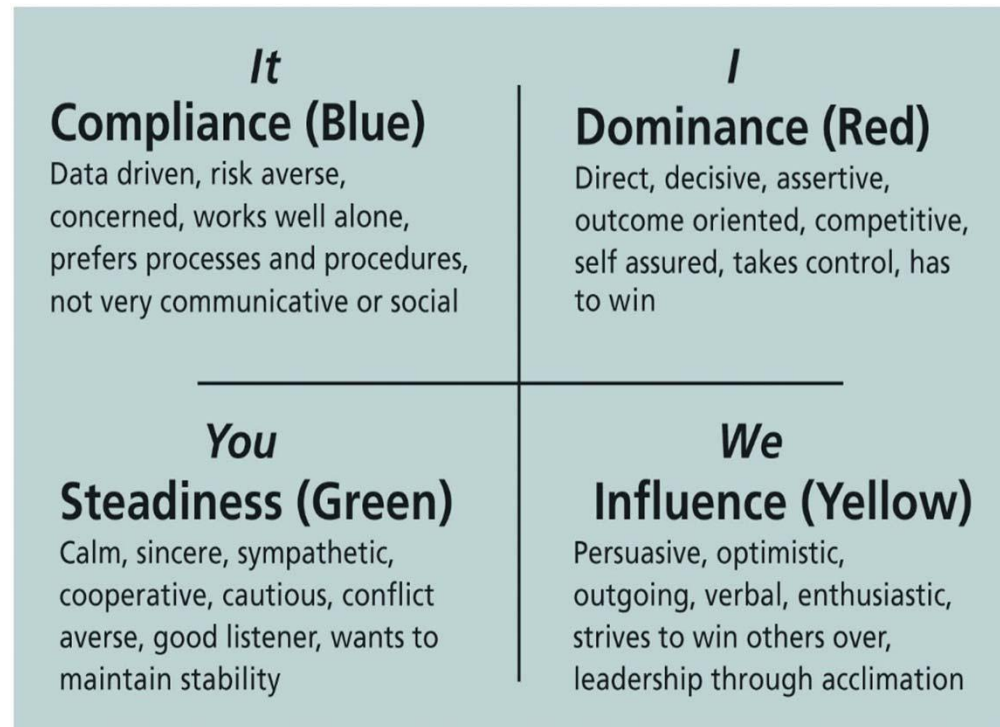 It
Compliance (Blue)
Data driven, risk averse,
concerned, works well alone,
prefers processes and procedures,
not very communicative or social
I
Dominance (Red)
Direct, decisive, assertive,
outcome oriented, competitive,
self assured, takes control, has
to win
You
Steadiness (Green)
Calm, sincere, sympathetic,
cooperative, cautious, conflict
averse, good listener, wants to
maintain stability
We
Influence (Yellow)
Persuasive, optimistic,
outgoing, verbal, enthusiastic,
strives to win others over,
leadership through acclimation